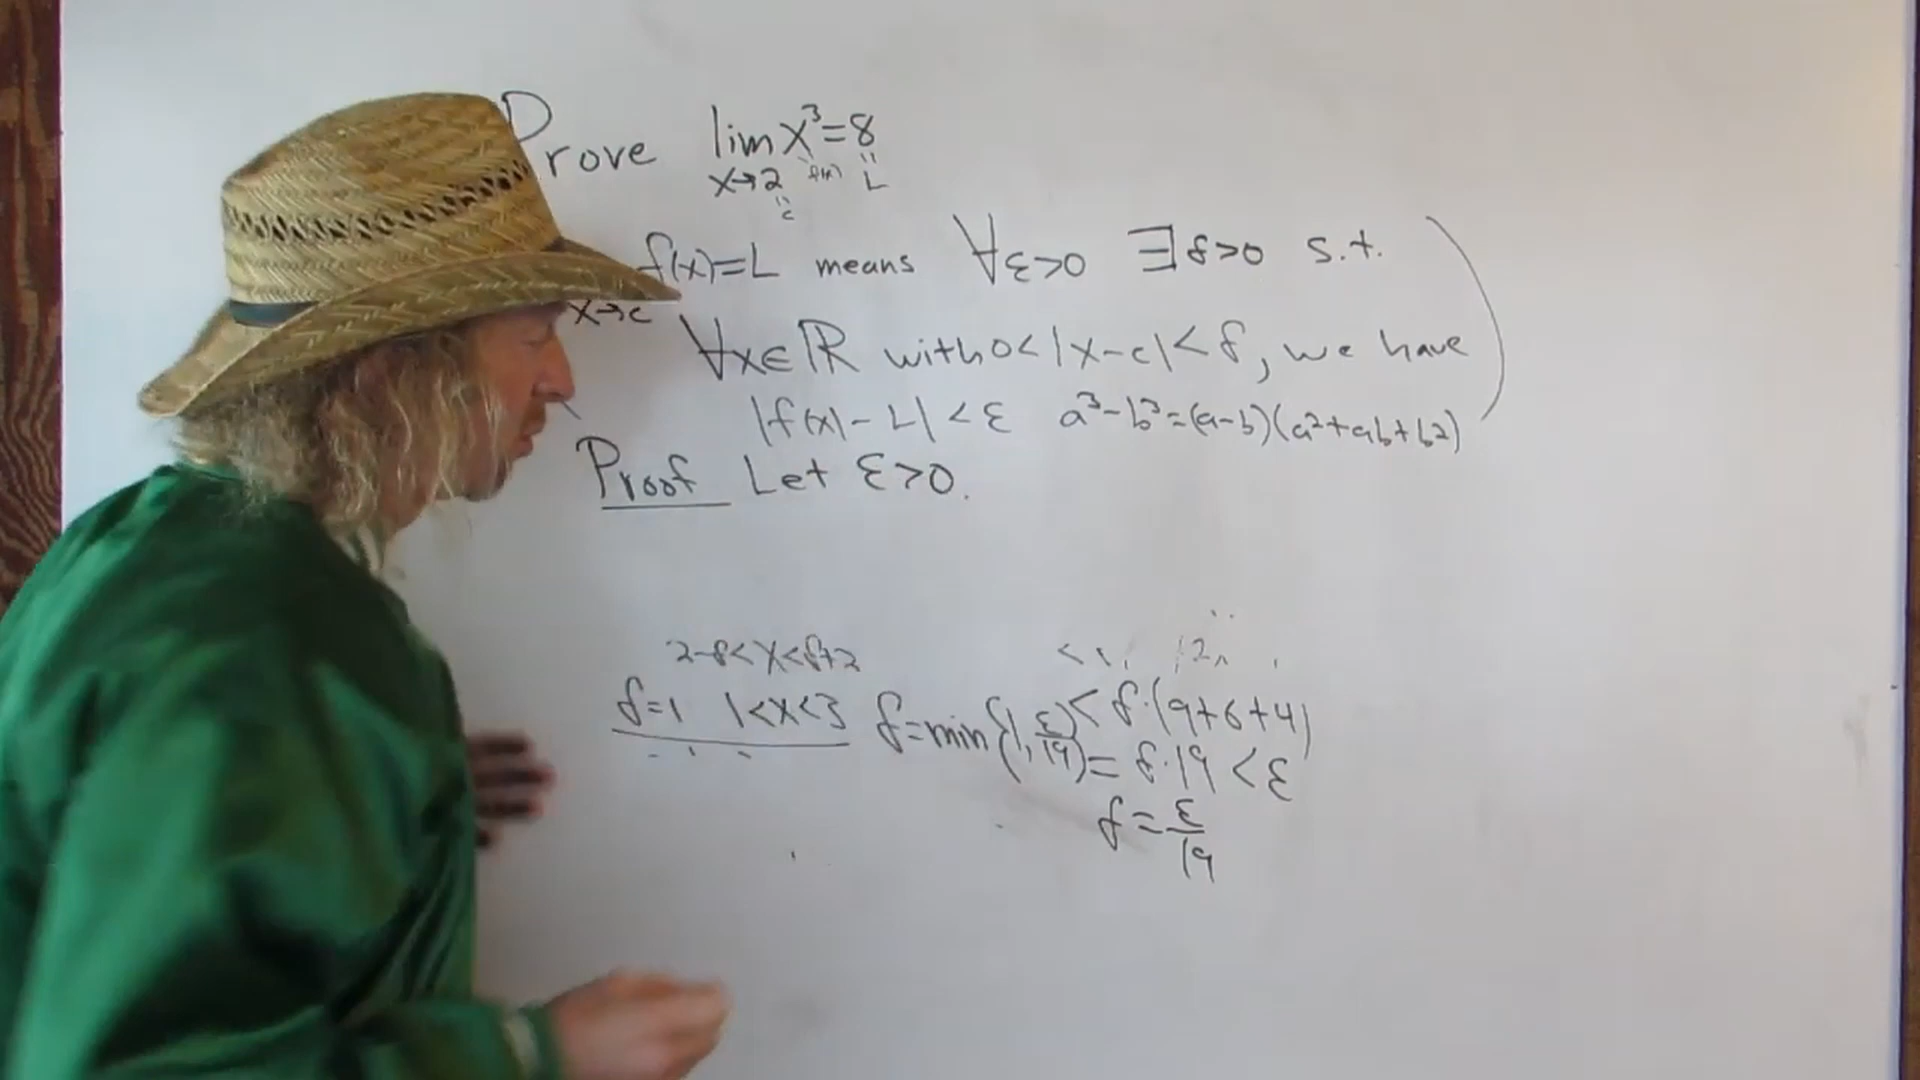 Prove lim x³ = 8
x→2 f(x) L
c
f(x)=L means ∀ε>0 ∃δ>0 s.t.
x→c
∀x∈ℝ with 0<|x-c|<δ, we have
|f(x)-L|<ε a³-b³=(a-b)(a²+ab+b²)
Proof Let ε>0.
2-δ<x<δ+2
δ=1 1<x<3 δ=min{1, ε/19} <δ·(9+6+4)
=δ·19<ε
δ=ε/19